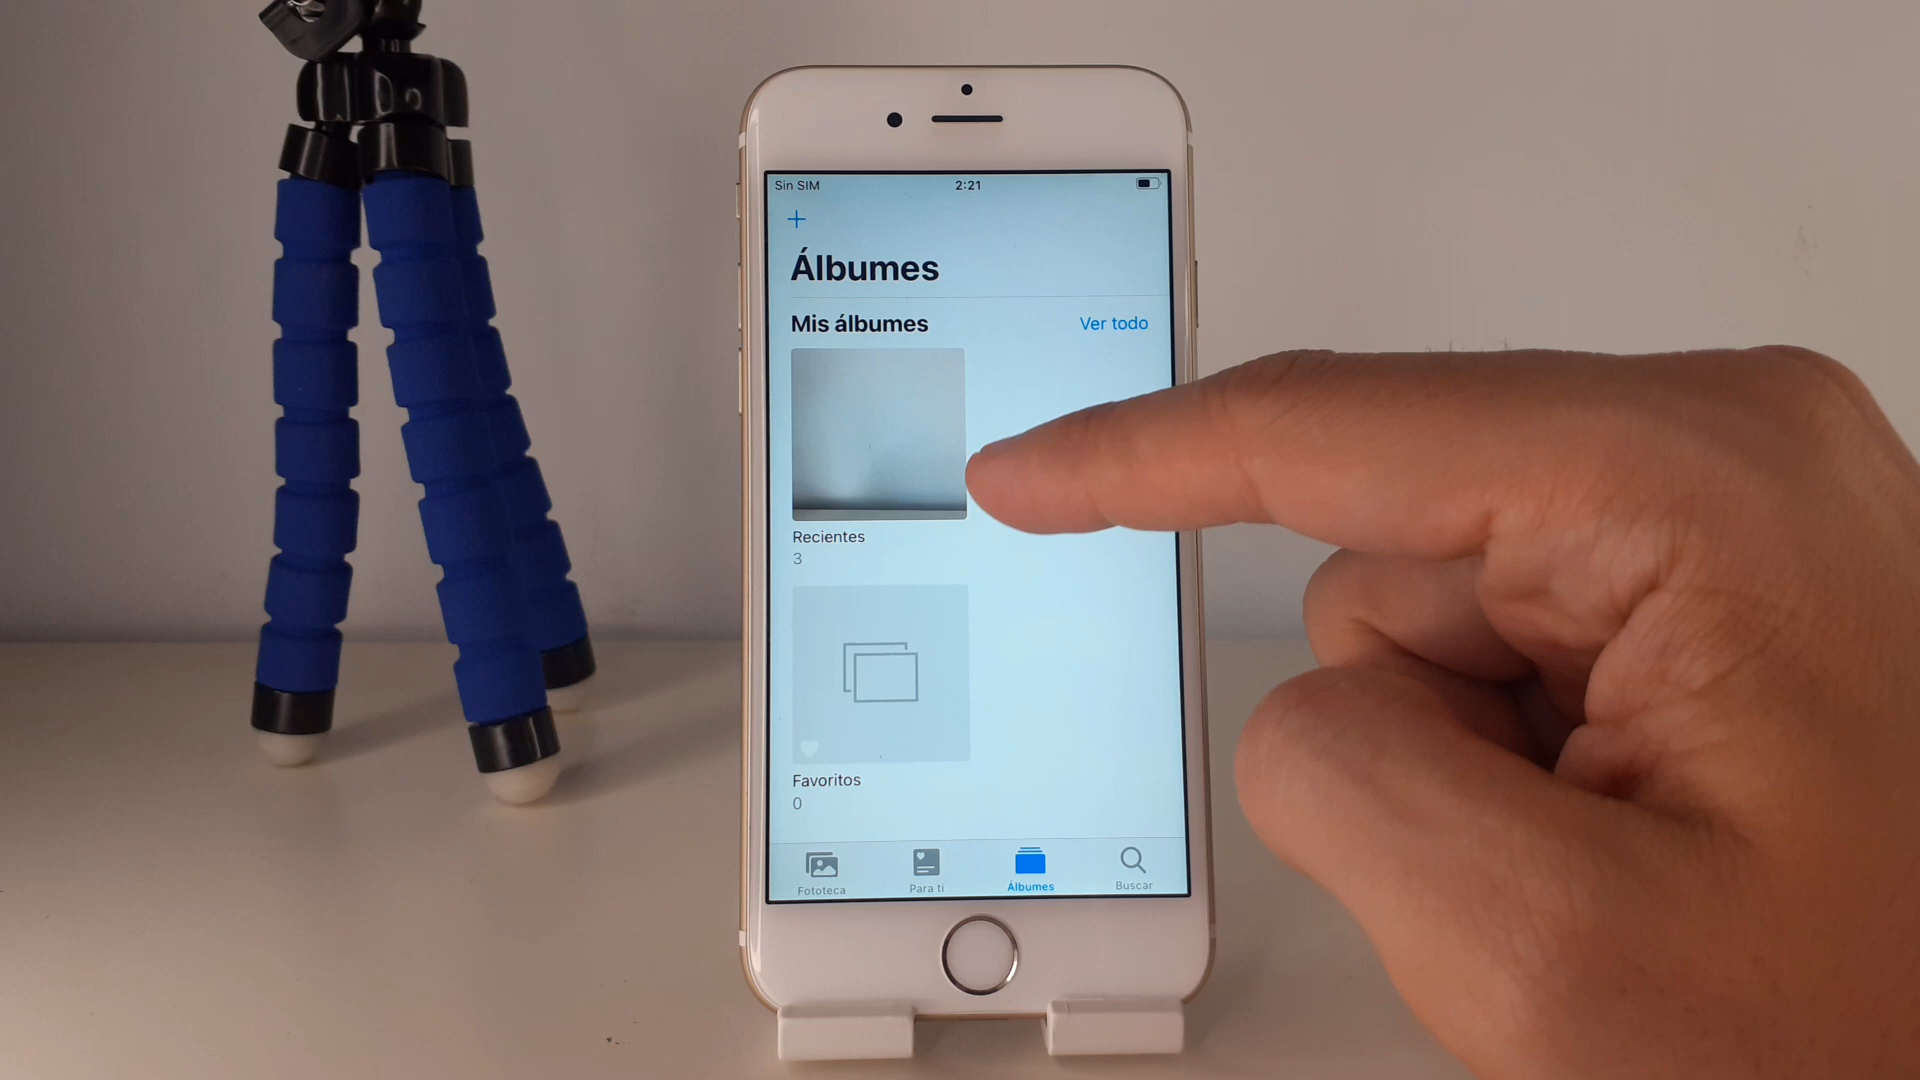 Sin SIM 2:21
+
Álbumes
Mis álbumes Ver todo
Recientes
3
Favoritos
0
Fototeca Para ti Álbumes Buscar